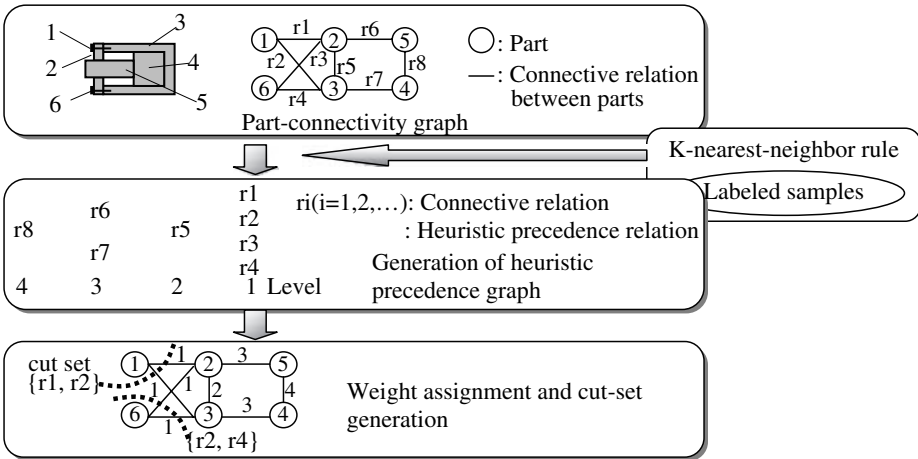 1
2
6
3
4
5
1 r1 2 r6 5
r2 r3 r5 r8
6 r4 3 r7 4
: Part
: Connective relation
between parts
Part-connectivity graph
K-nearest-neighbor rule
Labeled samples
r8
r6
r7
r5
r1
r2
r3
r4
4 3 2 1 Level
ri(i=1,2,…): Connective relation
: Heuristic precedence relation
Generation of heuristic
precedence graph
cut set
{r1, r2}
1 1 2 3 5
1 1 2 4
6 1 3 3 4
{r2, r4}
Weight assignment and cut-set
generation